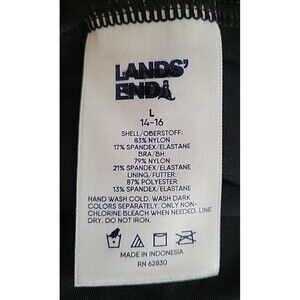 LANDS'
END
L
14-16
SHELL/OBERSTOFF:
83% NYLON
17% SPANDEX/ELASTANE
BRA/BH:
79% NYLON
21% SPANDEX/ELASTANE
LINING/FUTTER:
87% POLYESTER
13% SPANDEX/ELASTANE
HAND WASH COLD. WASH DARK
COLORS SEPARATELY. ONLY NON-
CHLORINE BLEACH WHEN NEEDED. LINE
DRY. DO NOT IRON.
MADE IN INDONESIA
RN 62830